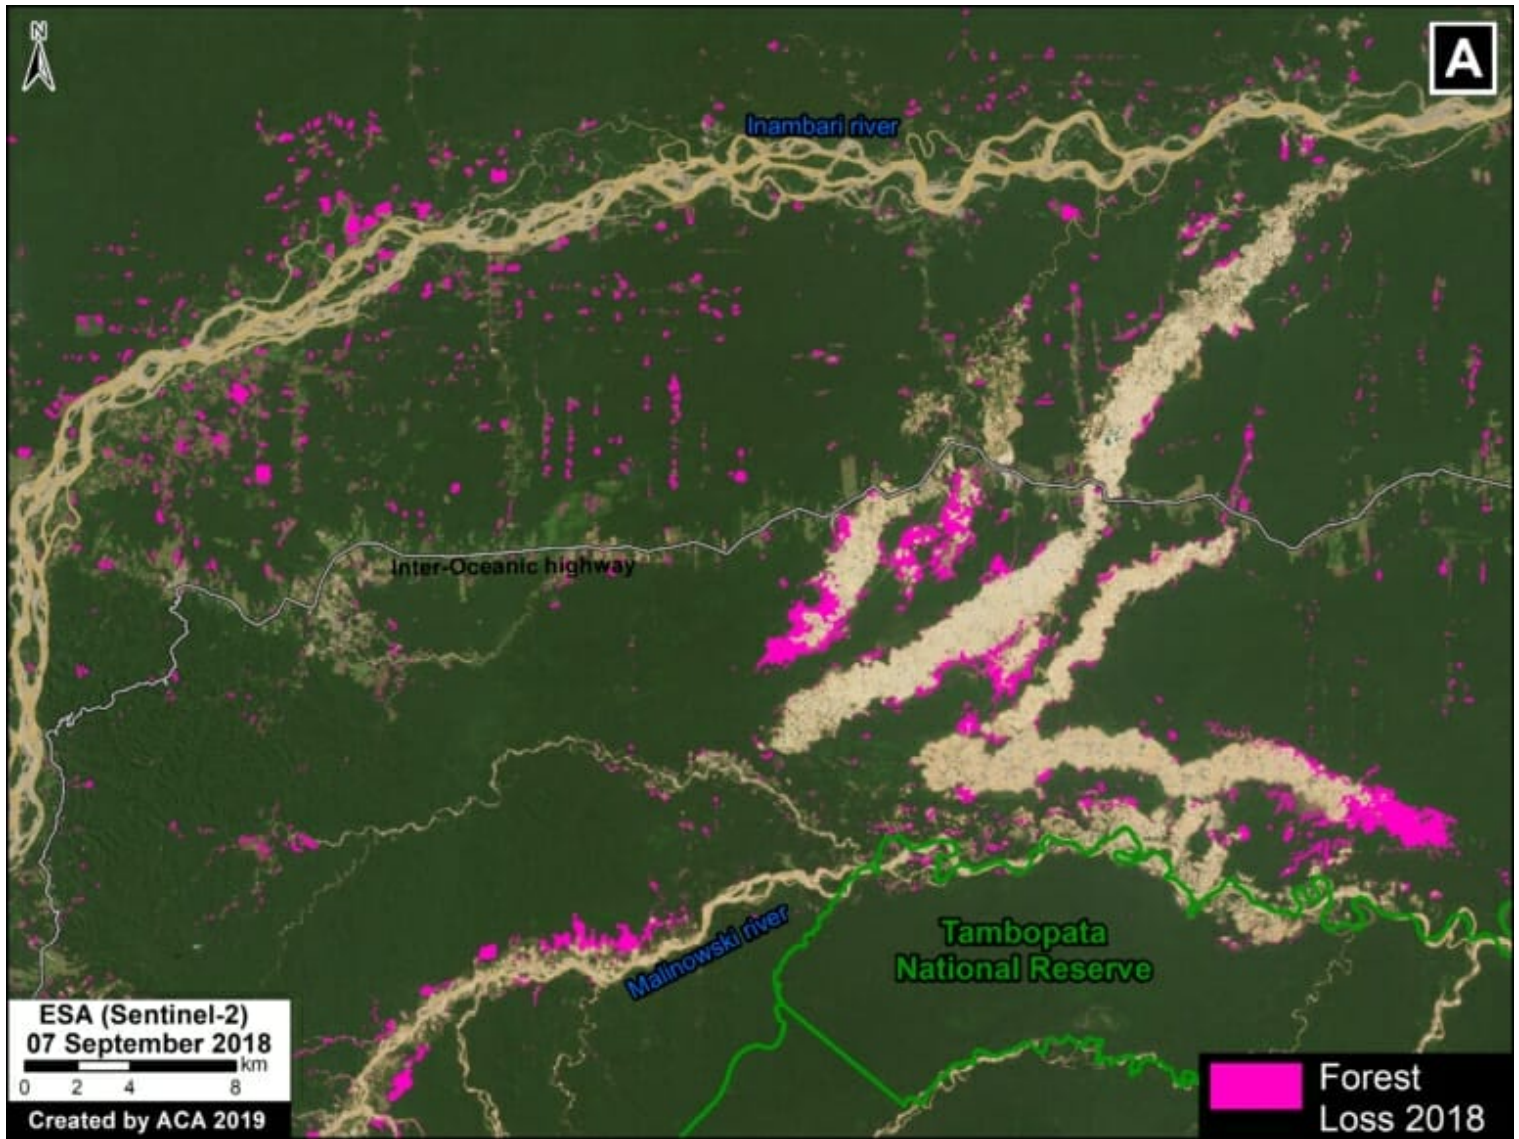 N
A
Inambari river
Inter-Oceanic highway
Tambopata
National Reserve
Malinowski river
ESA (Sentinel-2)
07 September 2018
km
0 2 4 8
Created by ACA 2019
Forest
Loss 2018